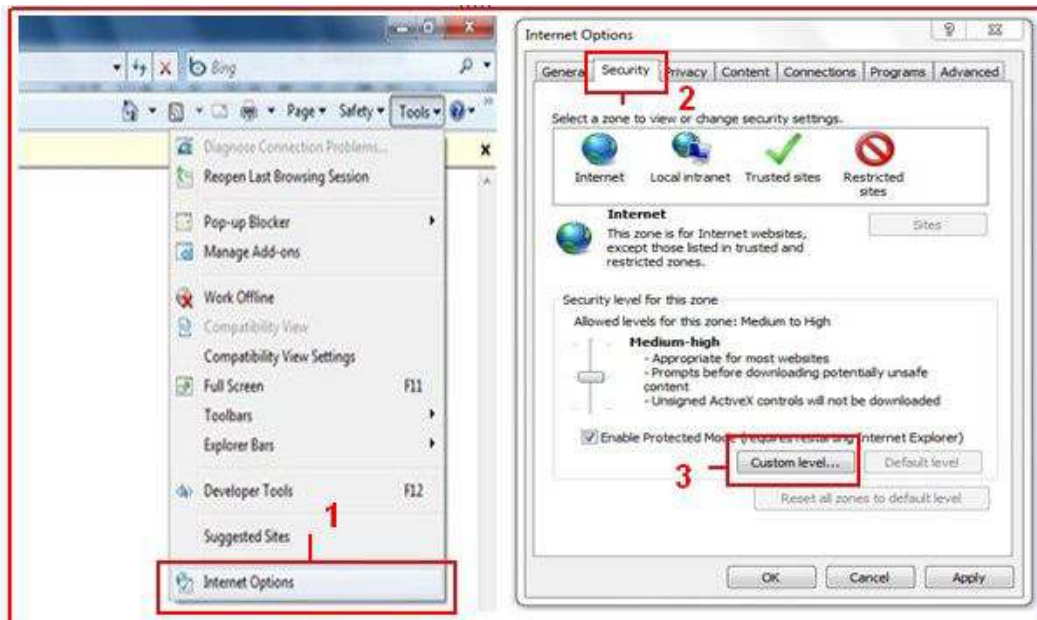 Bing
Page Safety Tools
Diagnose Connection Problems...
Reopen Last Browsing Session
Pop-up Blocker
Manage Add-ons
Work Offline
Compatibility View
Compatibility View Settings
Full Screen F11
Toolbars
Explorer Bars
Developer Tools F12
1
Suggested Sites
Internet Options
Internet Options
General Security Privacy Content Connections Programs Advanced
2
Select a zone to view or change security settings.
Internet Local intranet Trusted sites Restricted
sites
Internet
Sites
This zone is for Internet websites,
except those listed in trusted and
restricted zones.
Security level for this zone
Allowed levels for this zone: Medium to High
Medium-high
- Appropriate for most websites
- Prompts before downloading potentially unsafe
content
- Unsigned ActiveX controls will not be downloaded
Enable Protected Mode (requires restarting Internet Explorer)
3
Custom level... Default level
Reset all zones to default level
OK Cancel Apply